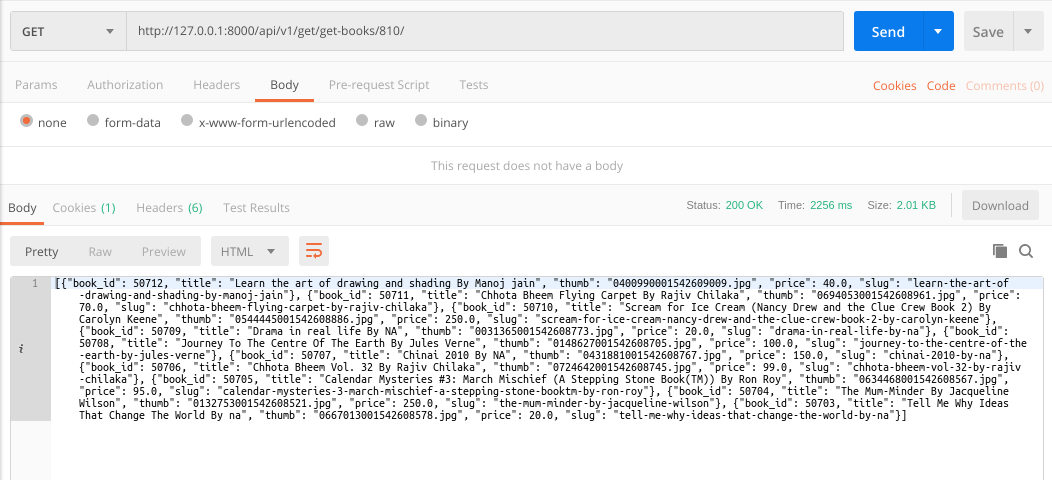 GET
http://127.0.0.1:8000/api/v1/get/get-books/810/
Send
Save
Params Authorization Headers Body Pre-request Script Tests
Cookies Code Comments (0)
none form-data x-www-form-urlencoded raw binary
This request does not have a body
Body Cookies (1) Headers (6) Test Results
Status: 200 OK Time: 2256 ms Size: 2.01 KB
Download
Pretty Raw Preview HTML
1
i
[{"book_id": 50712, "title": "Learn the art of drawing and shading By Manoj jain", "thumb": "0400990001542609009.jpg", "price": 40.0, "slug": "learn-the-art-of
-drawing-and-shading-by-manoj-jain"}, {"book_id": 50711, "title": "Chhota Bheem Flying Carpet By Rajiv Chilaka", "thumb": "0694053001542608961.jpg", "price":
70.0, "slug": "chhota-bheem-flying-carpet-by-rajiv-chilaka"}, {"book_id": 50710, "title": "Scream for Ice Cream (Nancy Drew and the Clue Crew Book 2) By
Carolyn Keene", "thumb": "0544445001542608886.jpg", "price": 250.0, "slug": "scream-for-ice-cream-nancy-drew-and-the-clue-crew-book-2-by-carolyn-keene"},
{"book_id": 50709, "title": "Drama in real life By NA", "thumb": "0031365001542608773.jpg", "price": 20.0, "slug": "drama-in-real-life-by-na"}, {"book_id":
50708, "title": "Journey To The Centre Of The Earth By Jules Verne", "thumb": "0148627001542608705.jpg", "price": 100.0, "slug": "journey-to-the-centre-of-the
-earth-by-jules-verne"}, {"book_id": 50707, "title": "Chinai 2010 By NA", "thumb": "0431881001542608767.jpg", "price": 150.0, "slug": "chinai-2010-by-na"},
{"book_id": 50706, "title": "Chhota Bheem Vol. 32 By Rajiv Chilaka", "thumb": "0724642001542608745.jpg", "price": 99.0, "slug": "chhota-bheem-vol-32-by-rajiv
-chilaka"}, {"book_id": 50705, "title": "Calendar Mysteries #3: March Mischief (A Stepping Stone Book(TM)) By Ron Roy", "thumb": "0634468001542608567.jpg",
"price": 95.0, "slug": "calendar-mysteries-3-march-mischief-a-stepping-stone-booktm-by-ron-roy"}, {"book_id": 50704, "title": "The Mum-Minder By Jacqueline
Wilson", "thumb": "0132753001542608521.jpg", "price": 250.0, "slug": "the-mum-minder-by-jacqueline-wilson"}, {"book_id": 50703, "title": "Tell Me Why Ideas
That Change The World By na", "thumb": "0667013001542608578.jpg", "price": 20.0, "slug": "tell-me-why-ideas-that-change-the-world-by-na"}]